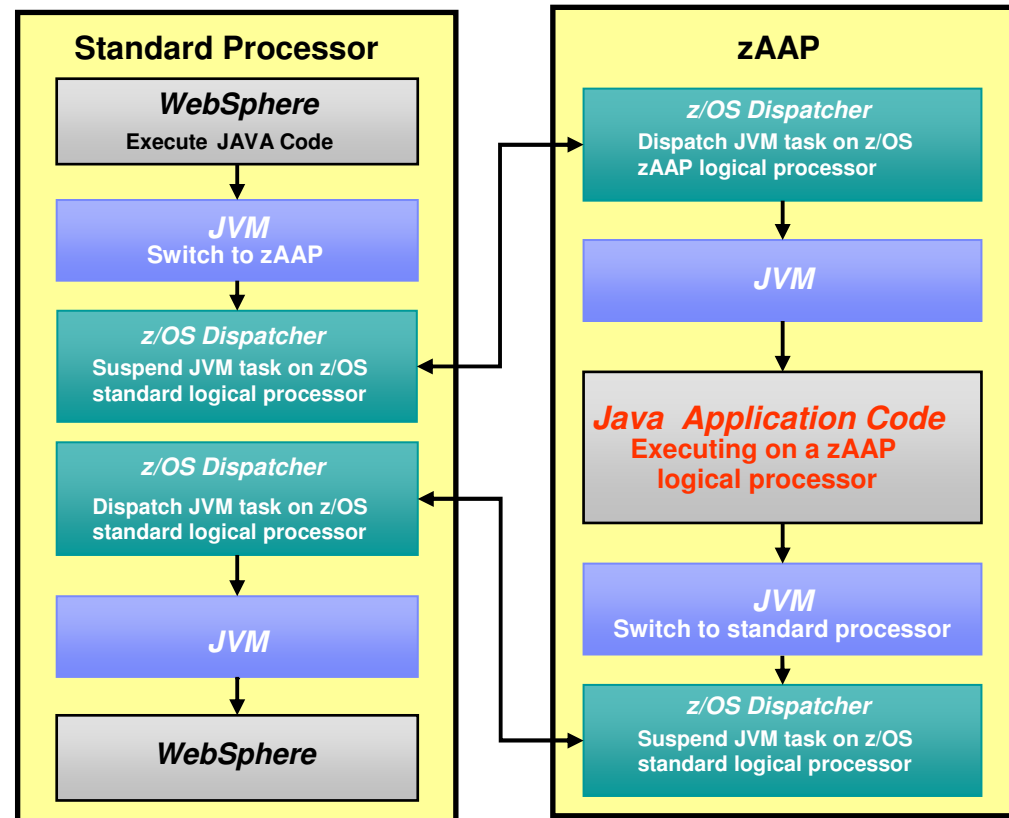 Standard Processor
WebSphere
Execute JAVA Code
JVM
Switch to zAAP
z/OS Dispatcher
Suspend JVM task on z/OS
standard logical processor
z/OS Dispatcher
Dispatch JVM task on z/OS
standard logical processor
JVM
WebSphere
zAAP
z/OS Dispatcher
Dispatch JVM task on z/OS
zAAP logical processor
JVM
Java Application Code
Executing on a zAAP
logical processor
JVM
Switch to standard processor
z/OS Dispatcher
Suspend JVM task on z/OS
standard logical processor